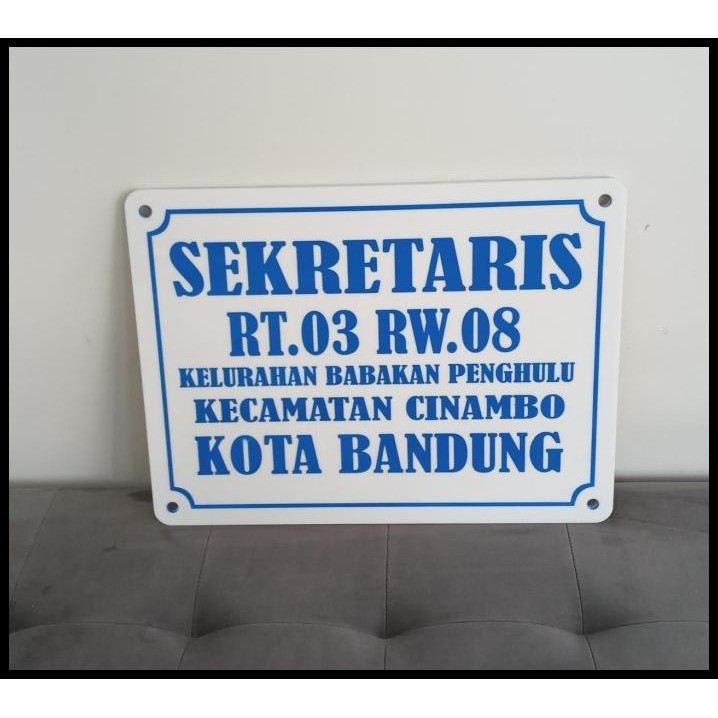 SEKRETARIS
RT.03 RW.08
KELURAHAN BABAKAN PENGHULU
KECAMATAN CINAMBO
KOTA BANDUNG